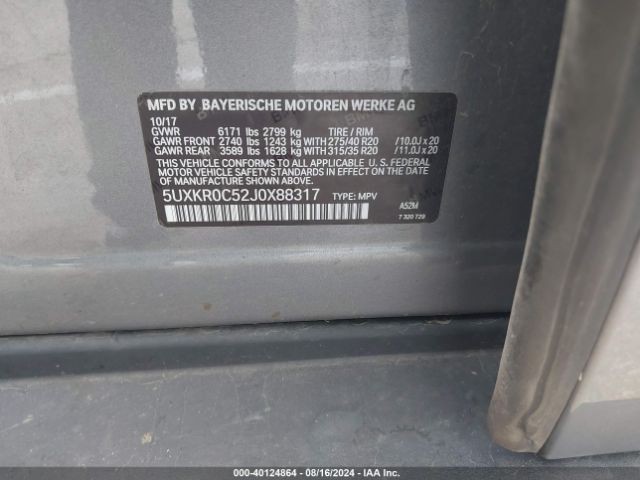 MFD BY BAYERISCHE MOTOREN WERKE AG
10/17
GVWR 6171 lbs 2799 kg TIRE / RIM
GAWR FRONT 2740 lbs 1243 kg WITH 275/40 R20 /10.0J x 20
GAWR REAR 3589 lbs 1628 kg WITH 315/35 R20 /11.0J x 20
THIS VEHICLE CONFORMS TO ALL APPLICABLE U. S. FEDERAL
MOTOR VEHICLE SAFETY STANDARDS IN EFFECT ON THE
DATE OF MANUFACTURE SHOWN ABOVE.
5UXKR0C52J0X88317 TYPE: MPV A52M
7 320 729
000-40124864 / 08/16/2024 / IAA Inc.